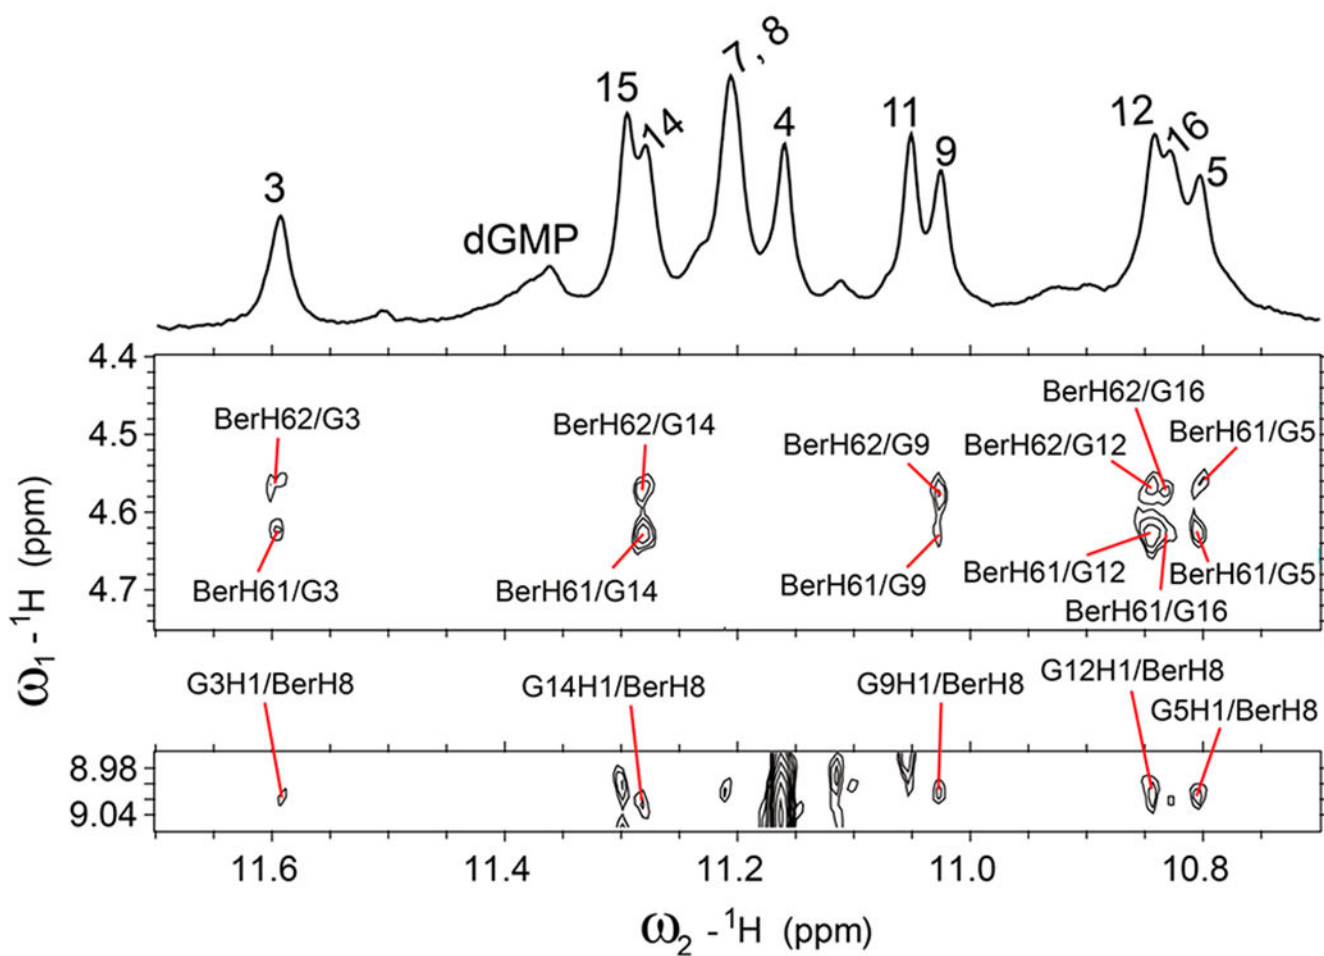 7, 8
15
14
4
11
9
12
16
5
3
dGMP
4.4
4.5
4.6
4.7
BerH62/G3
BerH62/G14
BerH62/G9
BerH62/G16
BerH62/G12
BerH61/G5
BerH61/G3
BerH61/G14
BerH61/G9
BerH61/G12
BerH61/G5
BerH61/G16
ω1 - 1H (ppm)
G3H1/BerH8
G14H1/BerH8
G9H1/BerH8
G12H1/BerH8
G5H1/BerH8
8.98
9.04
11.6 11.4 11.2 11.0 10.8
ω2 - 1H (ppm)